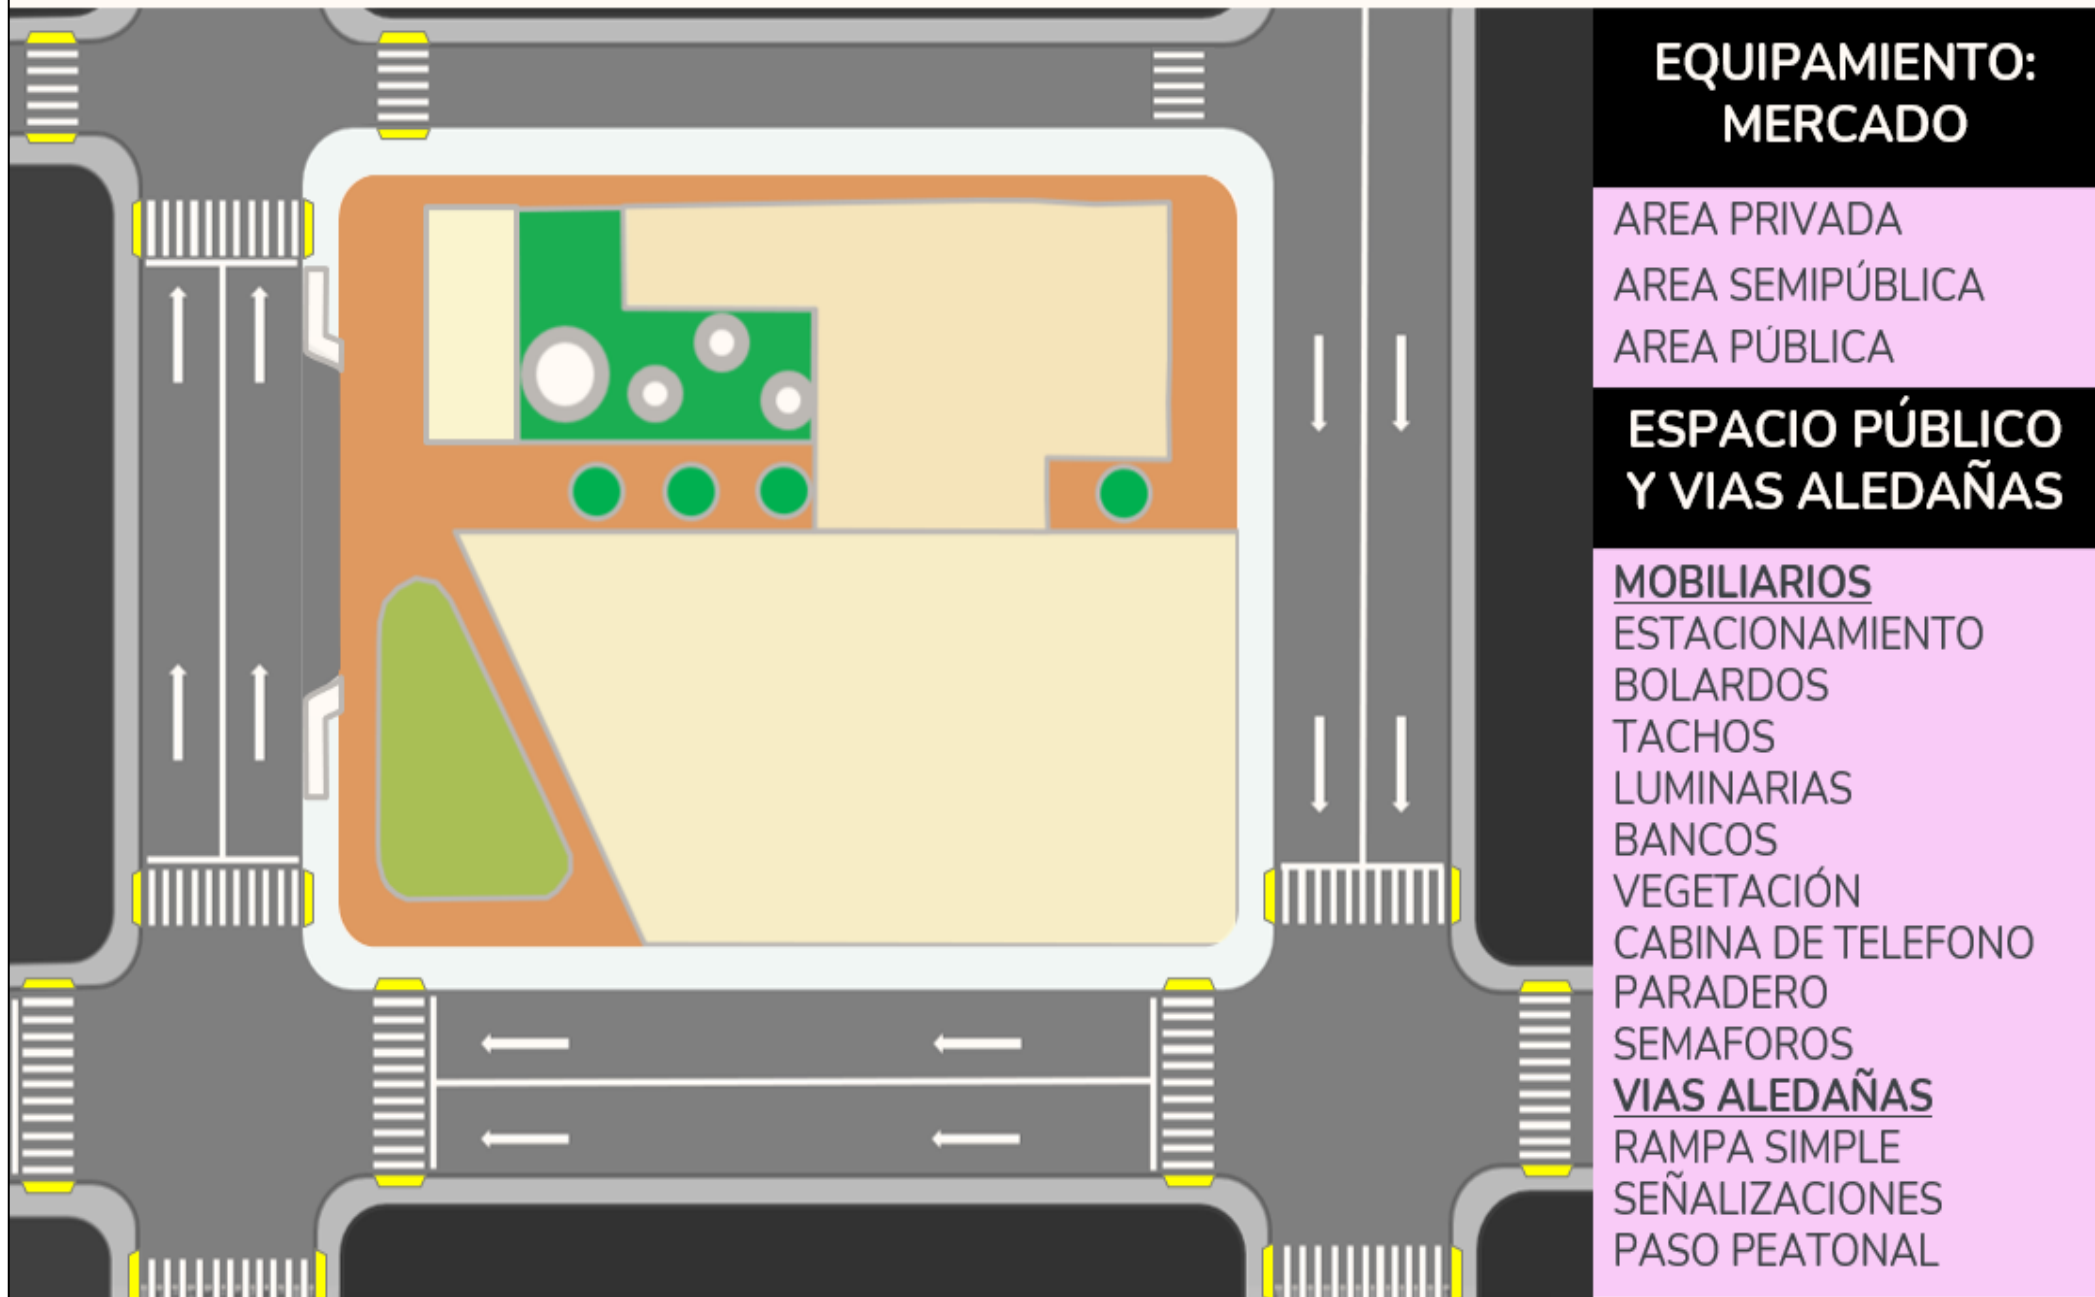 EQUIPAMIENTO:
MERCADO
AREA PRIVADA
AREA SEMIPÚBLICA
AREA PÚBLICA
ESPACIO PÚBLICO
Y VIAS ALEDAÑAS
MOBILIARIOS
ESTACIONAMIENTO
BOLARDOS
TACHOS
LUMINARIAS
BANCOS
VEGETACIÓN
CABINA DE TELEFONO
PARADERO
SEMAFOROS
VIAS ALEDAÑAS
RAMPA SIMPLE
SEÑALIZACIONES
PASO PEATONAL